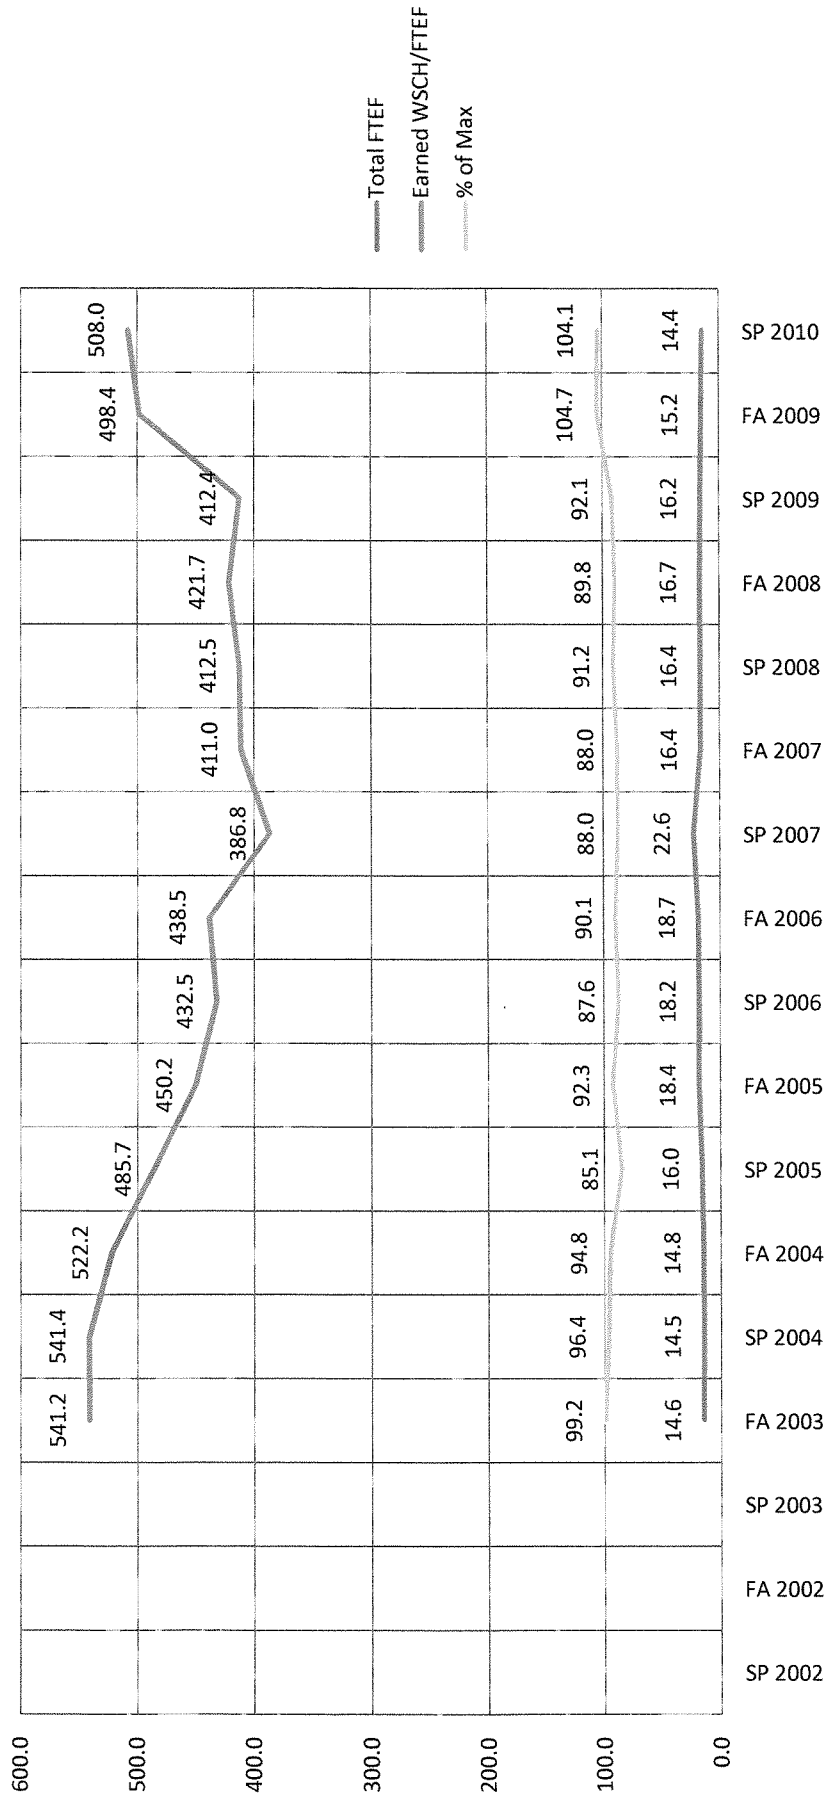 600.0
500.0
400.0
300.0
200.0
100.0
0.0
541.2
541.4
522.2
485.7
450.2
432.5
438.5
386.8
411.0
412.5
421.7
412.4
498.4
508.0
99.2
96.4
94.8
85.1
92.3
87.6
90.1
88.0
88.0
91.2
89.8
92.1
104.7
104.1
14.6
14.5
14.8
16.0
18.4
18.2
18.7
22.6
16.4
16.4
16.7
16.2
15.2
14.4
SP 2002
FA 2002
SP 2003
FA 2003
SP 2004
FA 2004
SP 2005
FA 2005
SP 2006
FA 2006
SP 2007
FA 2007
SP 2008
FA 2008
SP 2009
FA 2009
SP 2010
Total FTEF
Earned WSCH/FTEF
% of Max